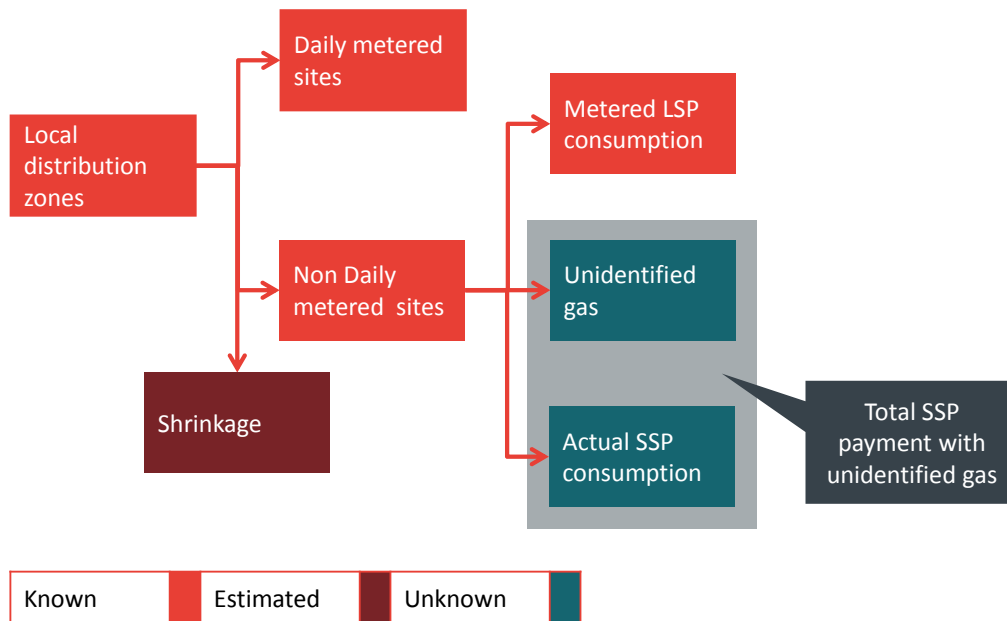 Daily metered
sites
Metered LSP
consumption
Local
distribution
zones
Unidentified
gas
Non Daily
metered  sites
Shrinkage
Actual SSP
consumption
Total SSP
payment with
unidentified gas
Known
Estimated
Unknown